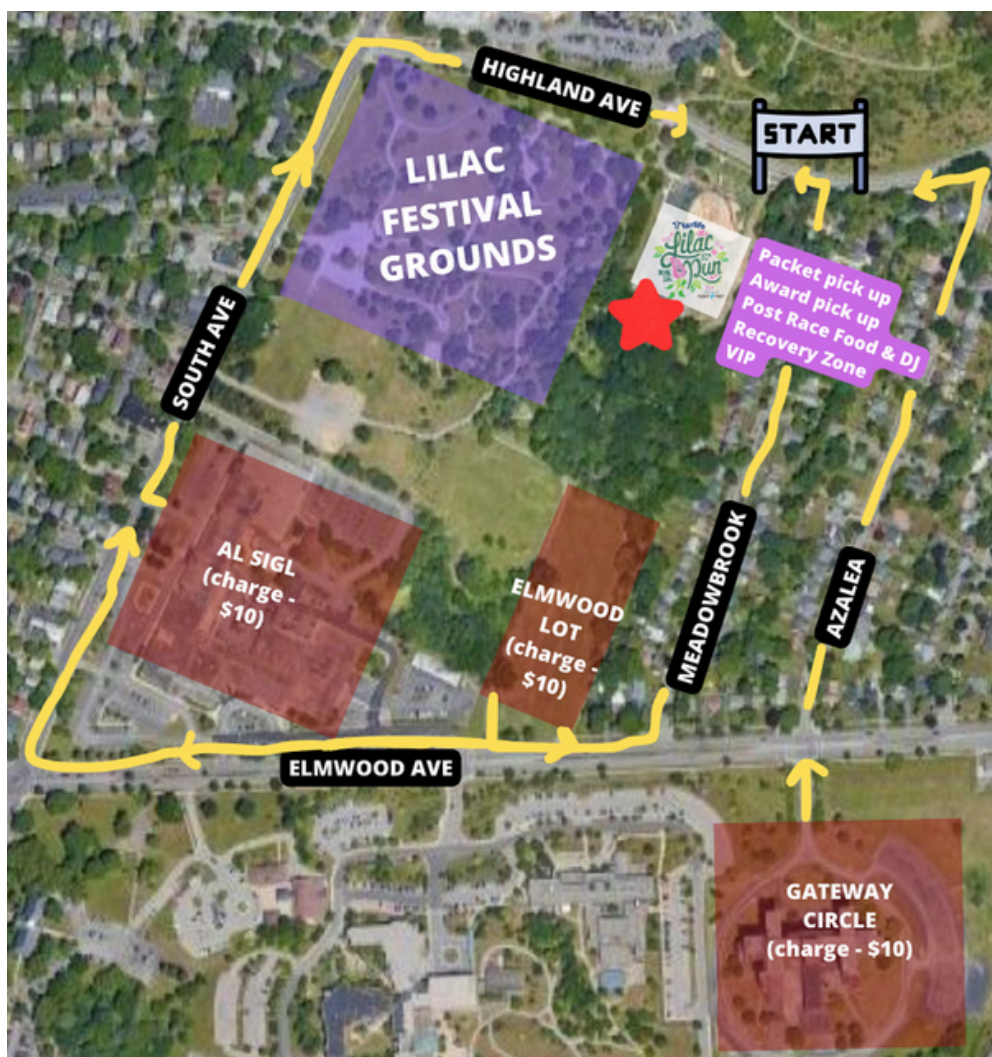 HIGHLAND AVE
START
LILAC
FESTIVAL
GROUNDS
Lilac
Run
Packet pick up
Award pick up
Post Race Food & DJ
Recovery Zone
VIP
SOUTH AVE
AL SIGL
(charge -
$10)
ELMWOOD
LOT
(charge -
$10)
MEADOWBROOK
AZALEA
ELMWOOD AVE
GATEWAY
CIRCLE
(charge - $10)